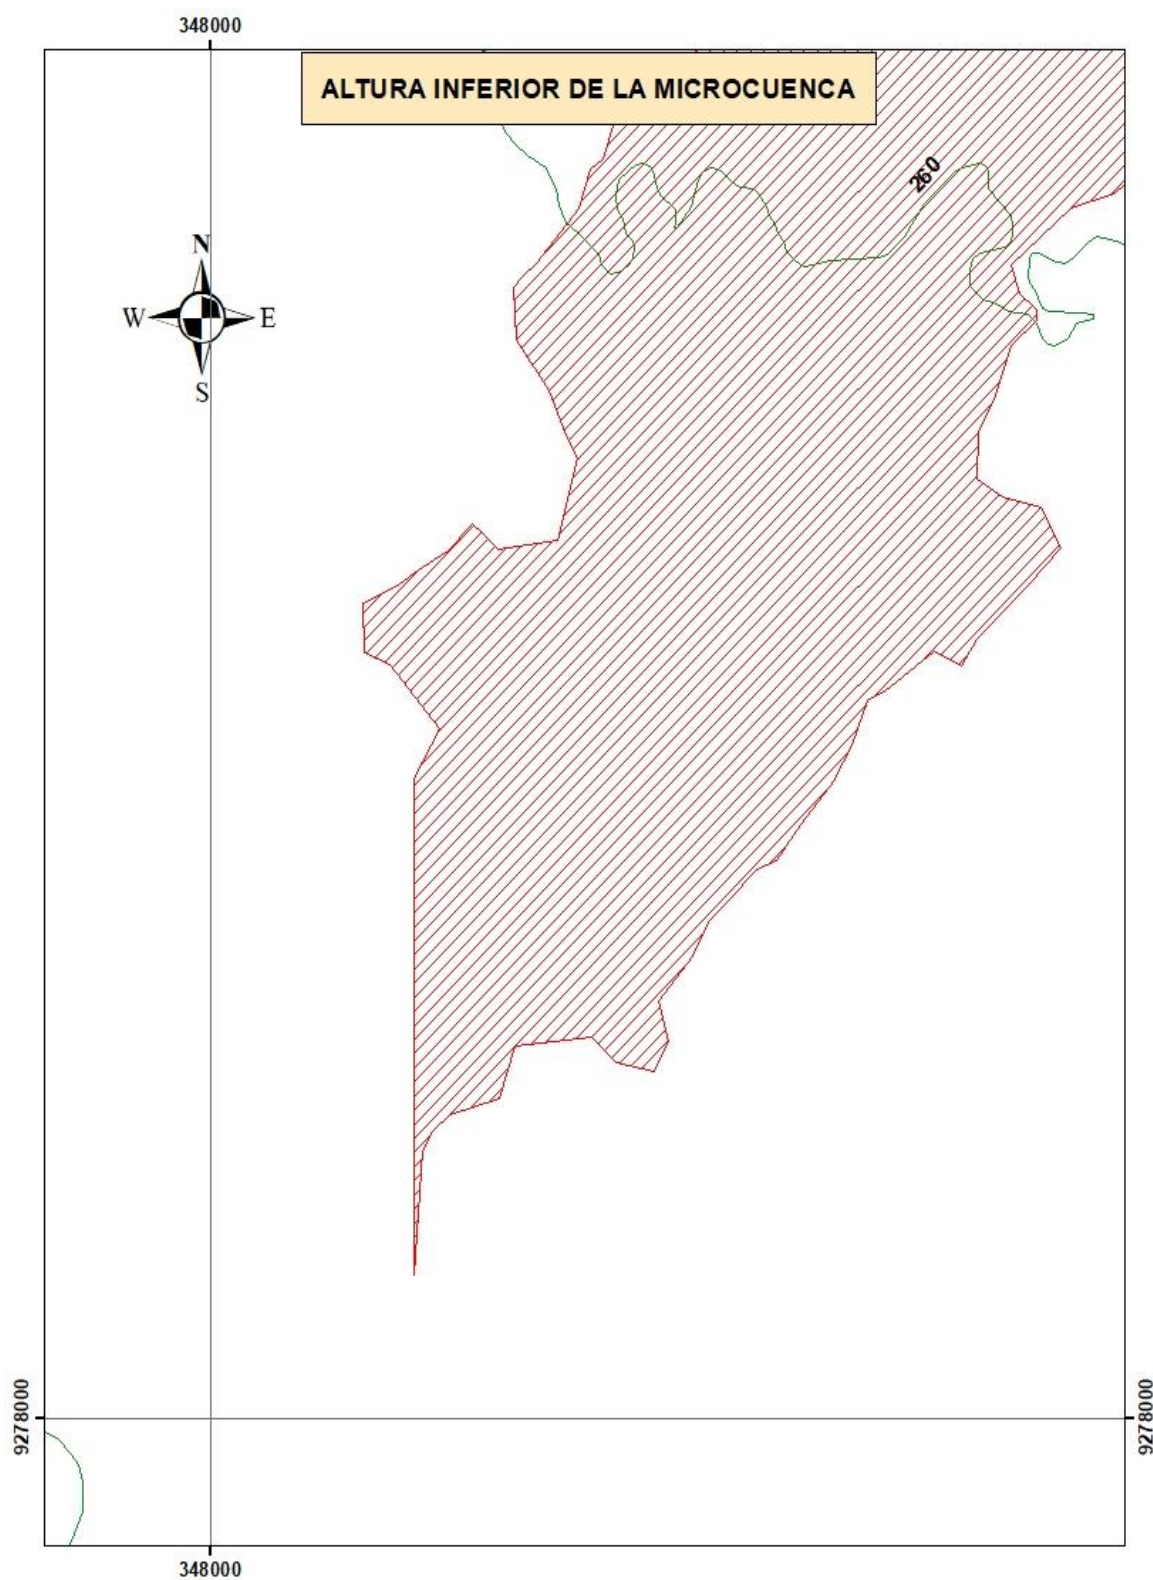 348000
ALTURA INFERIOR DE LA MICROCUENCA
260
N
W E
S
9278000 9278000
348000